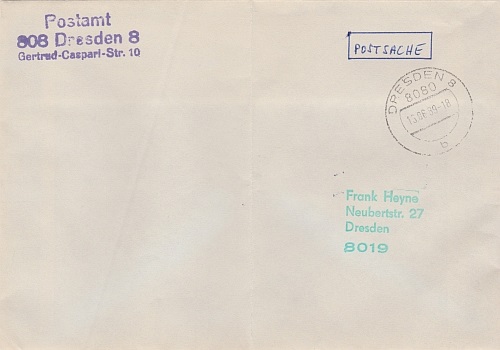 Postamt
808 Dresden 8
Gertrud-Caspari-Str. 10
POSTSACHE
DRESDEN 8
8080
b
Frank Heyne
Neubertstr. 27
Dresden
8019